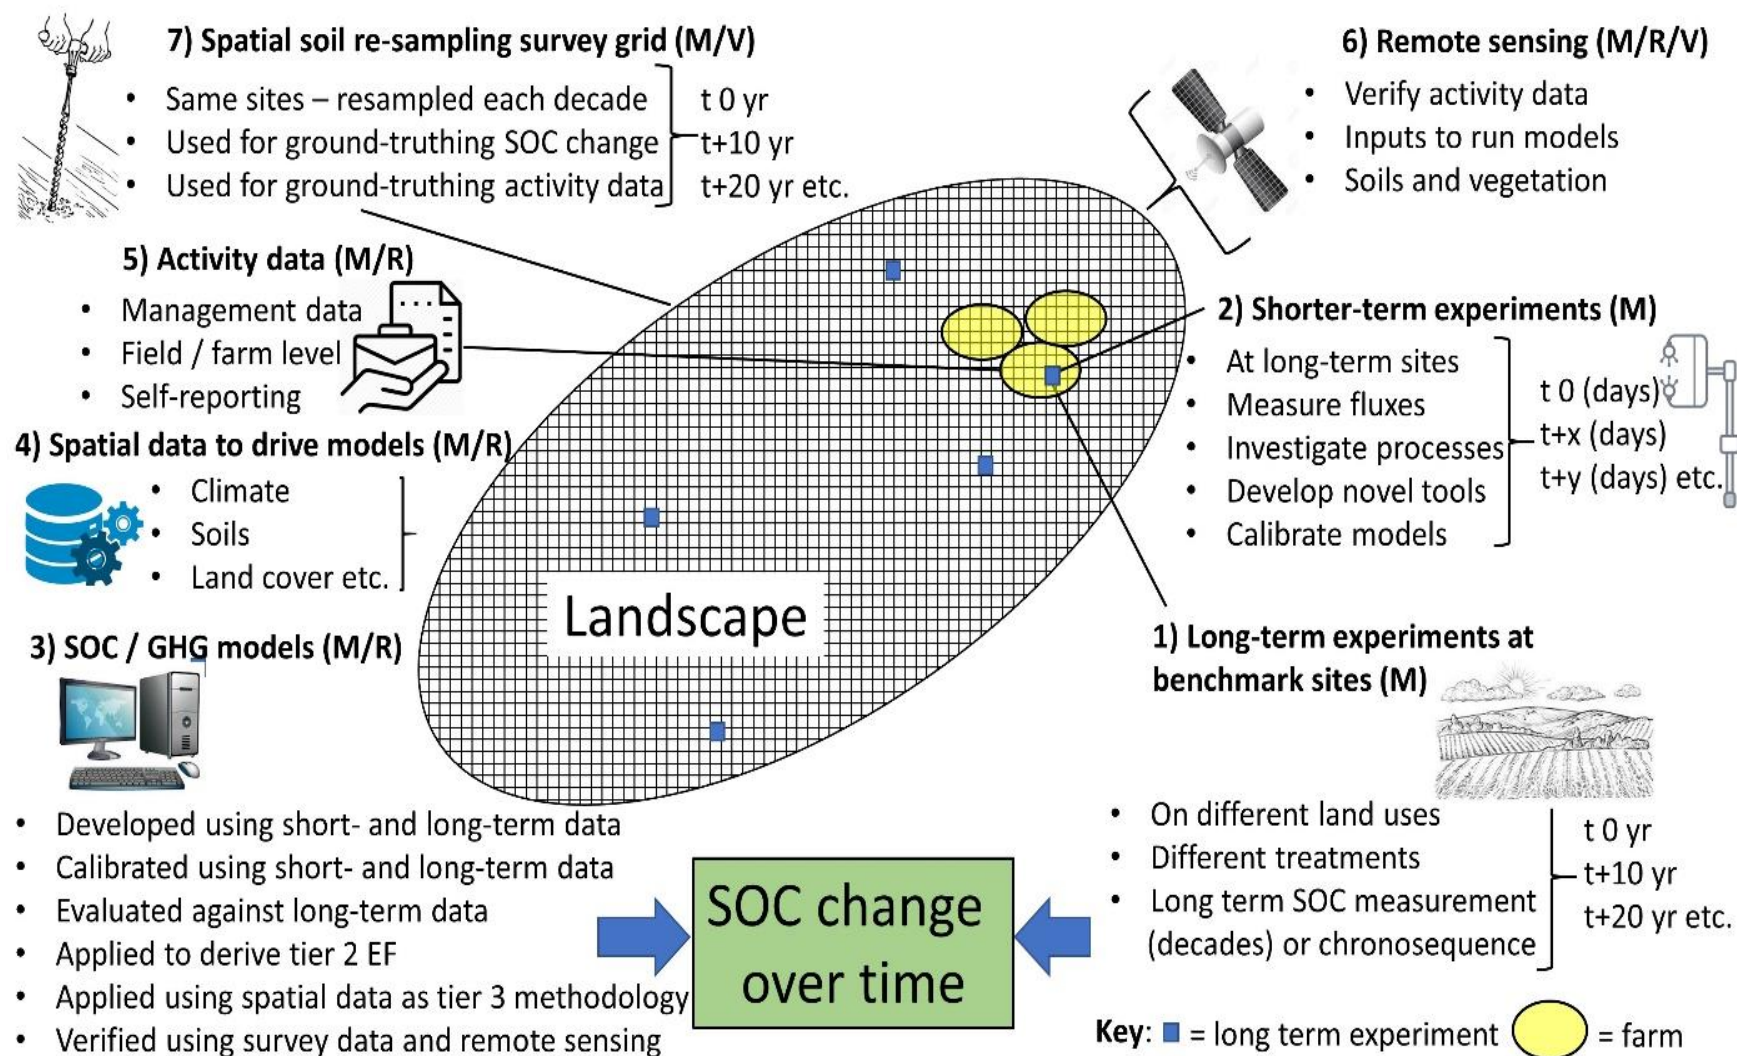 7) Spatial soil re-sampling survey grid (M/V)
• Same sites – resampled each decade
• Used for ground-truthing SOC change
• Used for ground-truthing activity data
t 0 yr
t+10 yr
t+20 yr etc.
6) Remote sensing (M/R/V)
• Verify activity data
• Inputs to run models
• Soils and vegetation
5) Activity data (M/R)
• Management data
• Field / farm level
• Self-reporting
2) Shorter-term experiments (M)
• At long-term sites
• Measure fluxes
• Investigate processes
• Develop novel tools
• Calibrate models
t 0 (days)
t+x (days)
t+y (days) etc.
4) Spatial data to drive models (M/R)
• Climate
• Soils
• Land cover etc.
Landscape
3) SOC / GHG models (M/R)
• Developed using short- and long-term data
• Calibrated using short- and long-term data
• Evaluated against long-term data
• Applied to derive tier 2 EF
• Applied using spatial data as tier 3 methodology
• Verified using survey data and remote sensing
1) Long-term experiments at
benchmark sites (M)
• On different land uses
• Different treatments
• Long term SOC measurement
(decades) or chronosequence
t 0 yr
t+10 yr
t+20 yr etc.
SOC change
over time
Key: = long term experiment = farm